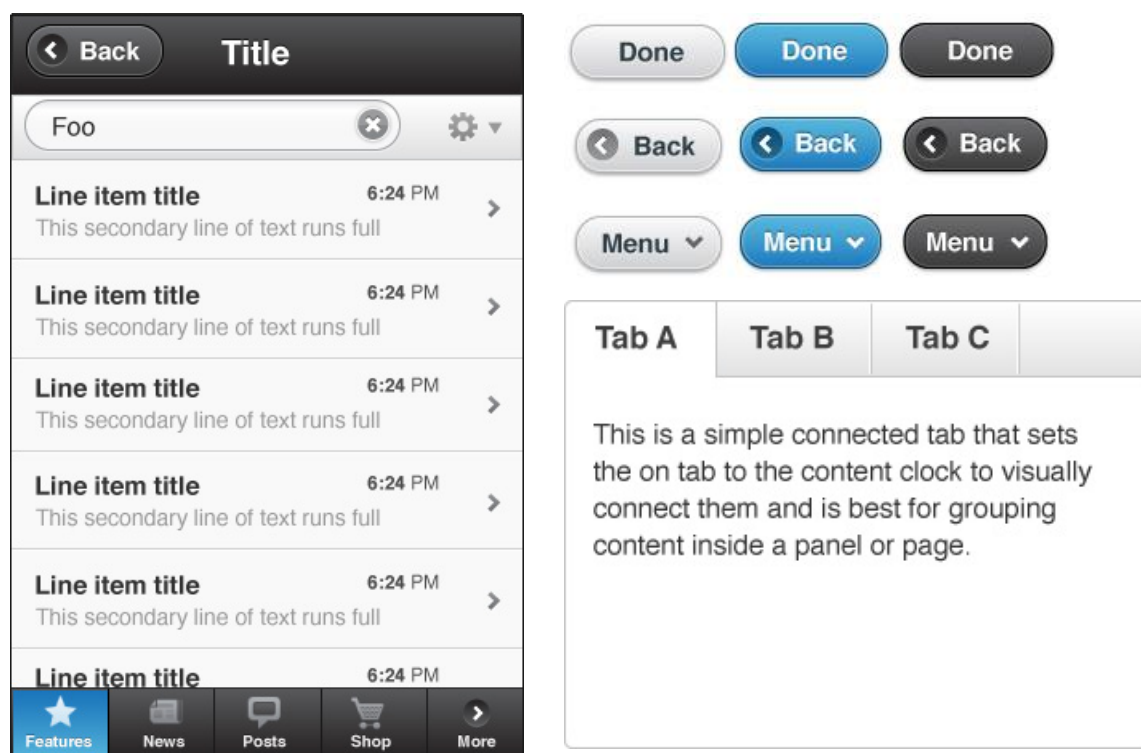 Back Title
Foo
Line item title 6:24 PM
This secondary line of text runs full
Line item title 6:24 PM
This secondary line of text runs full
Line item title 6:24 PM
This secondary line of text runs full
Line item title 6:24 PM
This secondary line of text runs full
Line item title 6:24 PM
This secondary line of text runs full
Line item title 6:24 PM
Features News Posts Shop More
Done Done Done
Back Back Back
Menu Menu Menu
Tab A Tab B Tab C
This is a simple connected tab that sets
the on tab to the content clock to visually
connect them and is best for grouping
content inside a panel or page.